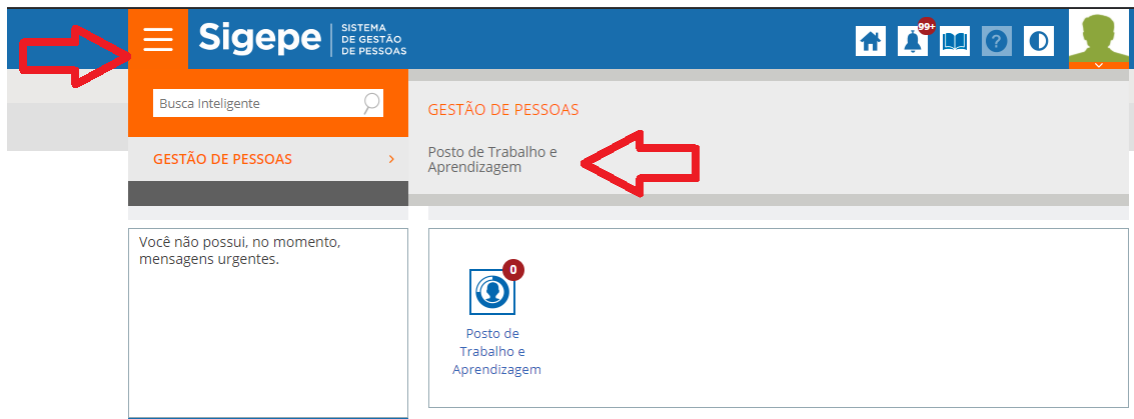 Sigepe
SISTEMA
DE GESTÃO
DE PESSOAS
99+
?
Busca Inteligente
GESTÃO DE PESSOAS >
GESTÃO DE PESSOAS
Posto de Trabalho e
Aprendizagem
Você não possui, no momento,
mensagens urgentes.
0
Posto de
Trabalho e
Aprendizagem